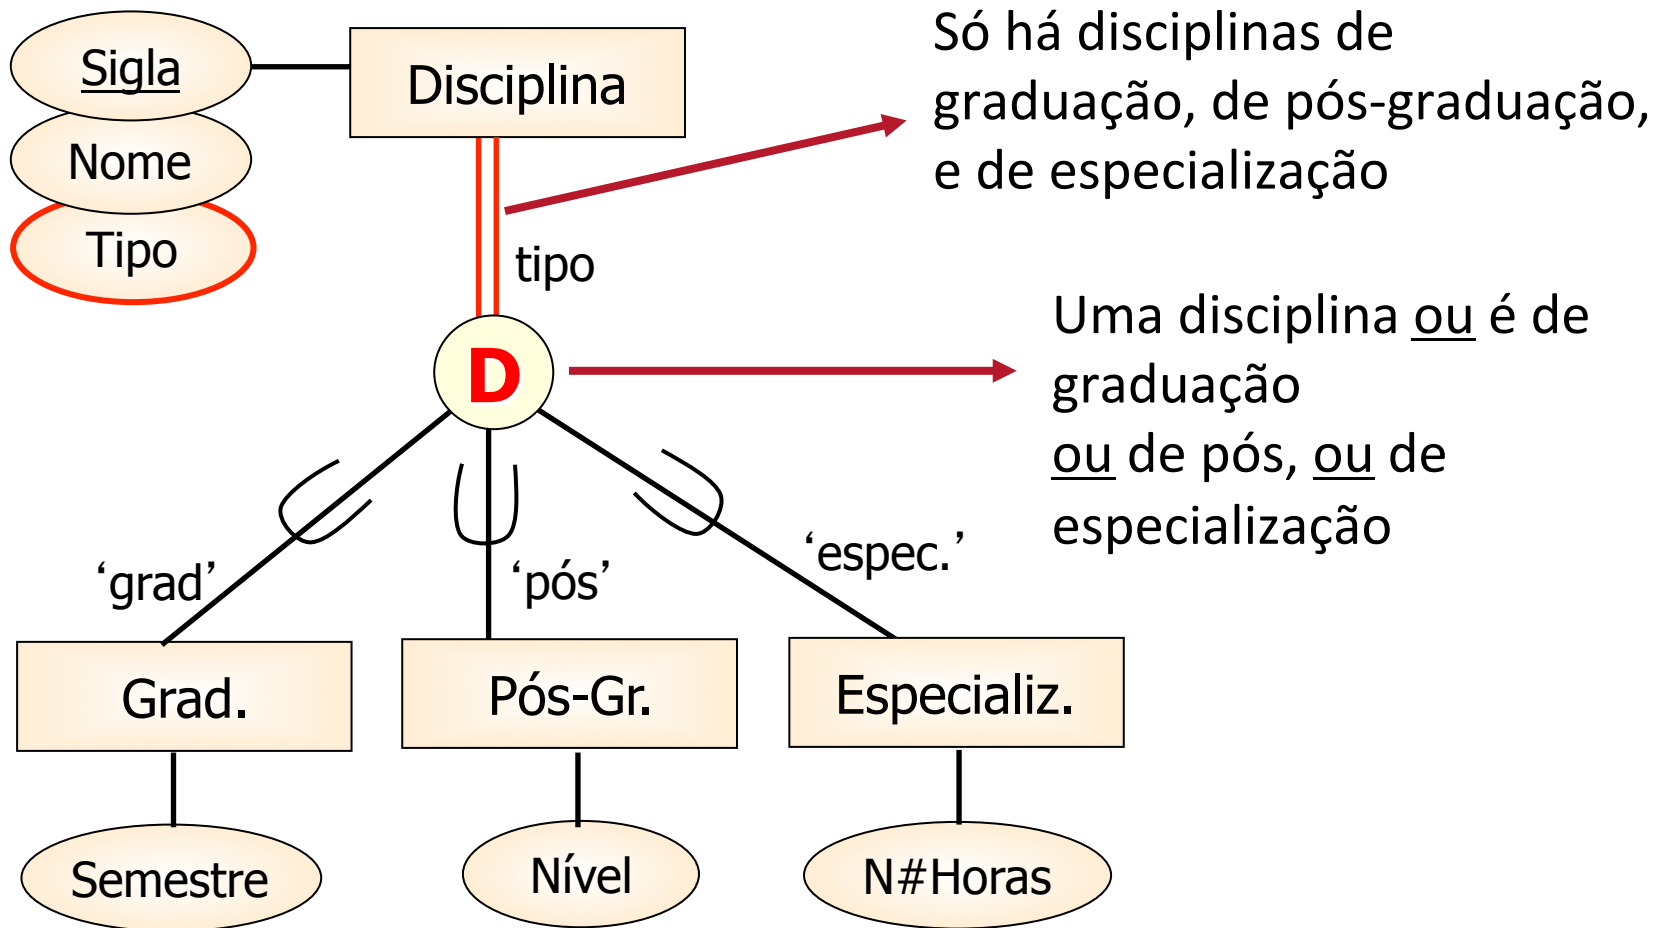 Sigla
Nome
Tipo
Disciplina
Só há disciplinas de
graduação, de pós-graduação,
e de especialização
tipo
D
Uma disciplina ou é de
graduação
ou de pós, ou de
especialização
‘grad’
‘pós’
‘espec.’
Grad.
Pós-Gr.
Especializ.
Semestre
Nível
N#Horas